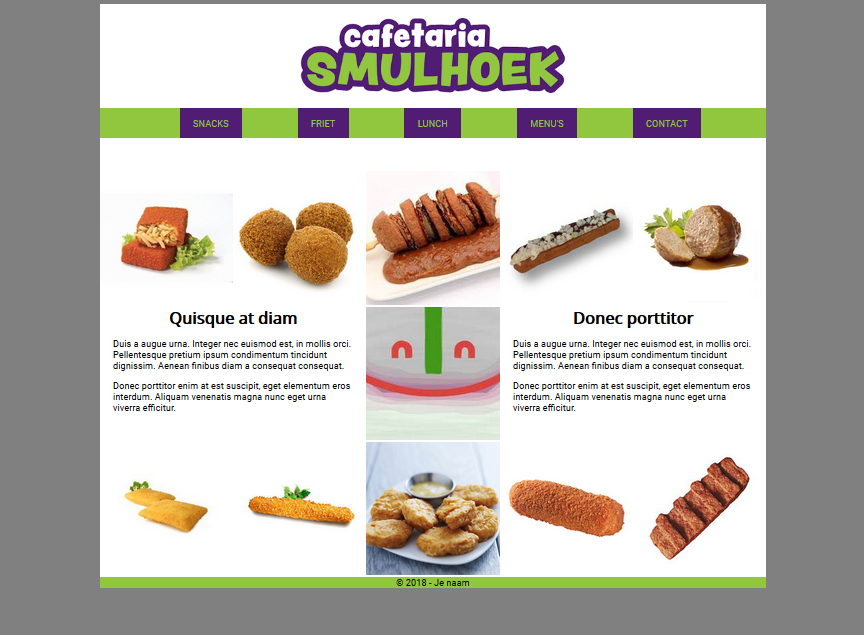 cafetaria
SMULHOEK
SNACKS
FRIET
LUNCH
MENU'S
CONTACT
Quisque at diam
Duis a augue urna. Integer nec euismod est, in mollis orci.
Pellentesque pretium ipsum condimentum tincidunt
dignissim. Aenean finibus diam a consequat consequat.
Donec porttitor enim at est suscipit, eget elementum eros
interdum. Aliquam venenatis magna nunc eget urna
viverra efficitur.
Donec porttitor
Duis a augue urna. Integer nec euismod est, in mollis orci.
Pellentesque pretium ipsum condimentum tincidunt
dignissim. Aenean finibus diam a consequat consequat.
Donec porttitor enim at est suscipit, eget elementum eros
interdum. Aliquam venenatis magna nunc eget urna
viverra efficitur.
© 2018 - Je naam